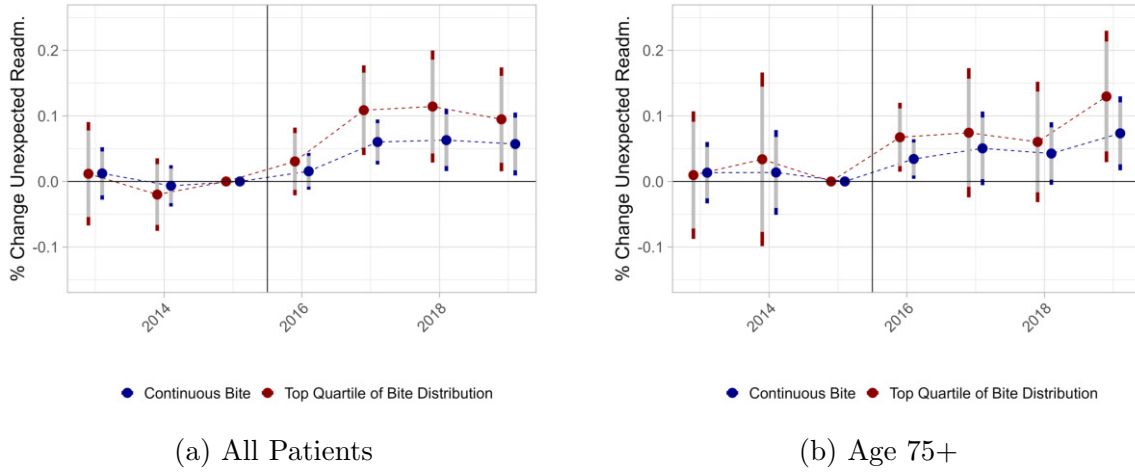 % Change Unexpected Readm.
0.2
0.1
0.0
-0.1
2014
2016
2018
Continuous Bite
Top Quartile of Bite Distribution
(a) All Patients
% Change Unexpected Readm.
0.2
0.1
0.0
-0.1
2014
2016
2018
Continuous Bite
Top Quartile of Bite Distribution
(b) Age 75+